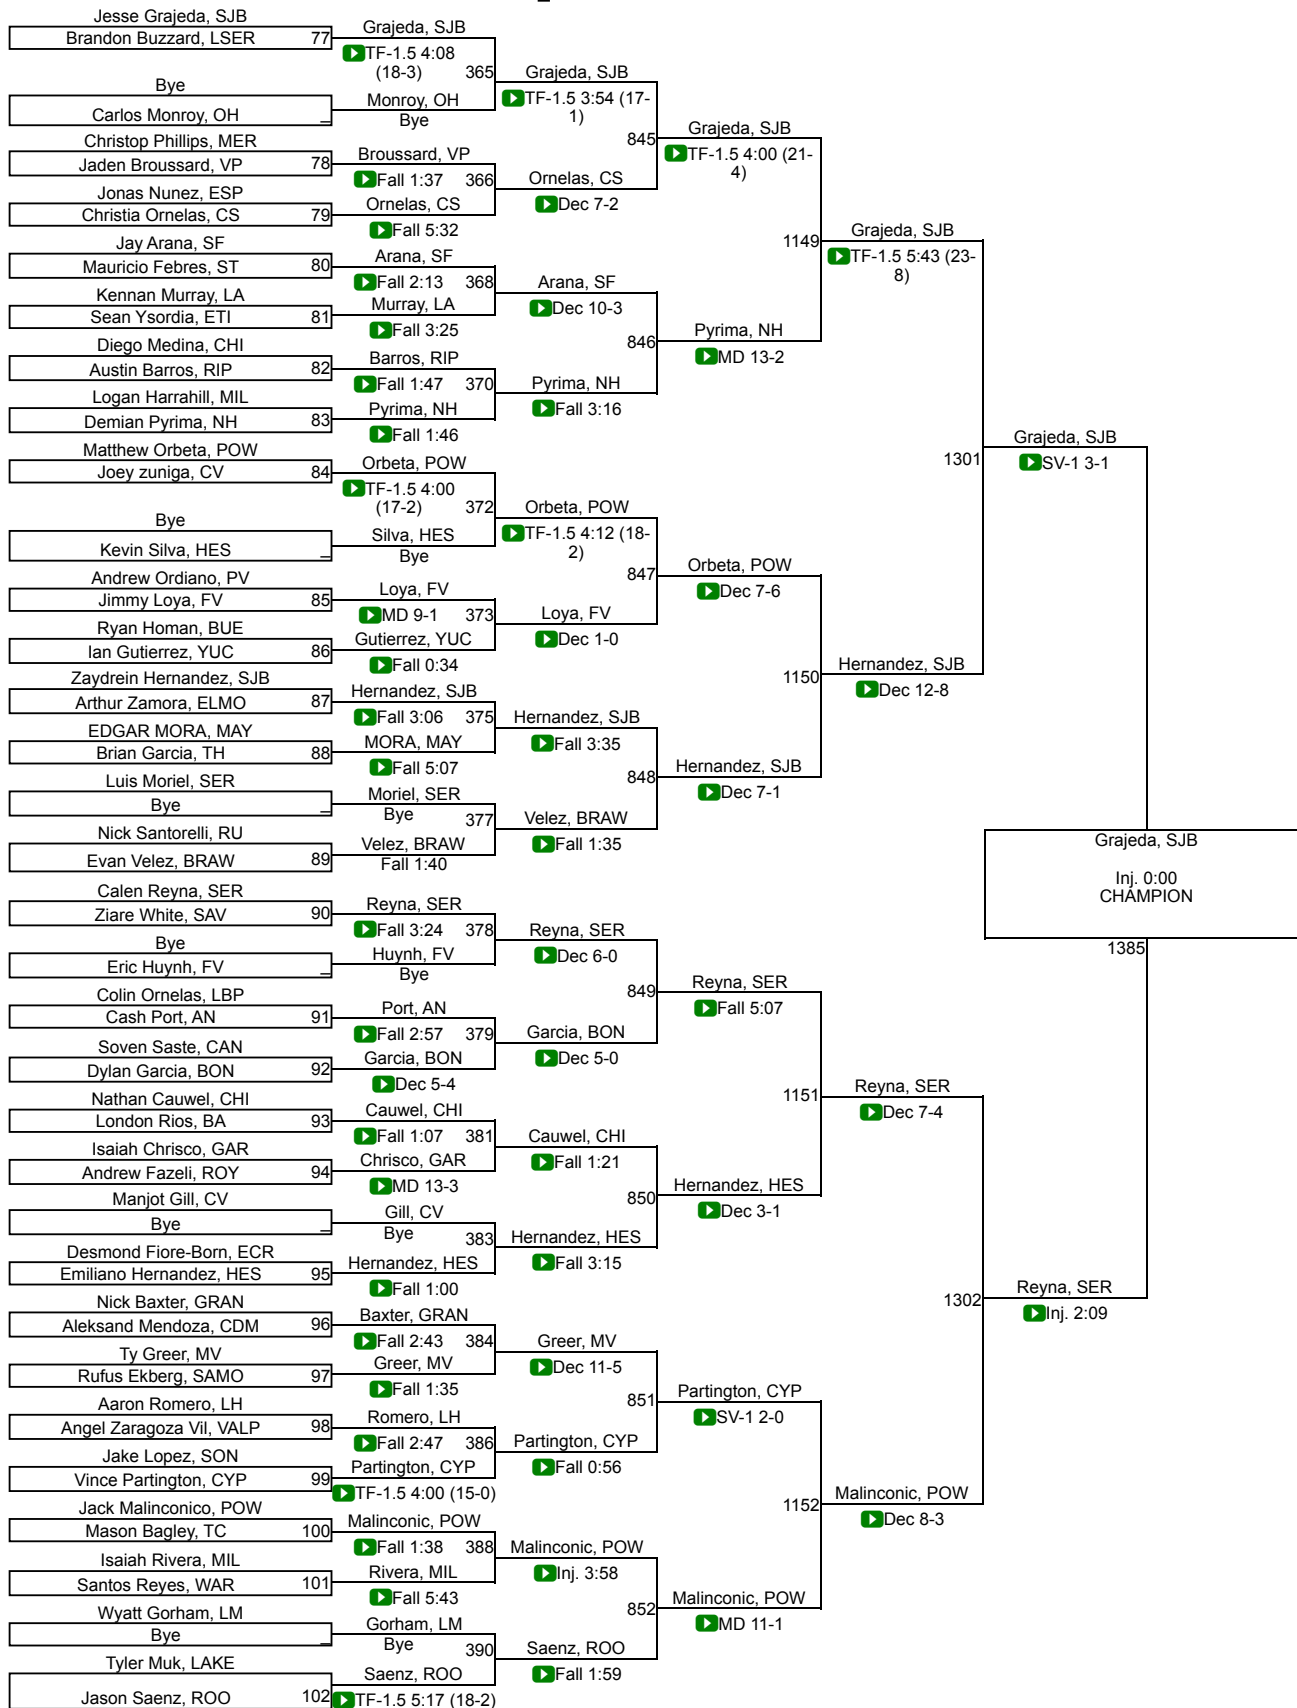 Jesse Grajeda, SJB
Brandon Buzzard, LSER 77
Bye
Carlos Monroy, OH _
Christop Phillips, MER
Jaden Broussard, VP 78
Jonas Nunez, ESP
Christia Ornelas, CS 79
Jay Arana, SF
Mauricio Febres, ST 80
Kennan Murray, LA
Sean Ysordia, ETI 81
Diego Medina, CHI
Austin Barros, RIP 82
Logan Harrahill, MIL
Demian Pyrima, NH 83
Matthew Orbeta, POW
Joey zuniga, CV 84
Bye
Kevin Silva, HES _
Andrew Ordiano, PV
Jimmy Loya, FV 85
Ryan Homan, BUE
Ian Gutierrez, YUC 86
Zaydrein Hernandez, SJB
Arthur Zamora, ELMO 87
EDGAR MORA, MAY
Brian Garcia, TH 88
Luis Moriel, SER
Bye _
Nick Santorelli, RU
Evan Velez, BRAW 89
Calen Reyna, SER
Ziare White, SAV 90
Bye
Eric Huynh, FV _
Colin Ornelas, LBP
Cash Port, AN 91
Soven Saste, CAN
Dylan Garcia, BON 92
Nathan Cauwel, CHI
London Rios, BA 93
Isaiah Chrisco, GAR
Andrew Fazeli, ROY 94
Manjot Gill, CV
Bye _
Desmond Fiore-Born, ECR
Emiliano Hernandez, HES 95
Nick Baxter, GRAN
Aleksand Mendoza, CDM 96
Ty Greer, MV
Rufus Ekberg, SAMO 97
Aaron Romero, LH
Angel Zaragoza Vil, VALP 98
Jake Lopez, SON
Vince Partington, CYP 99
Jack Malinconico, POW
Mason Bagley, TC 100
Isaiah Rivera, MIL
Santos Reyes, WAR 101
Wyatt Gorham, LM
Bye _
Tyler Muk, LAKE
Jason Saenz, ROO 102
Grajeda, SJB
TF-1.5 4:08
(18-3) 365
Monroy, OH
Bye
Broussard, VP
Fall 1:37 366
Ornelas, CS
Fall 5:32
Arana, SF
Fall 2:13 368
Murray, LA
Fall 3:25
Barros, RIP
Fall 1:47 370
Pyrima, NH
Fall 1:46
Orbeta, POW
TF-1.5 4:00
(17-2) 372
Silva, HES
Bye
Loya, FV
MD 9-1 373
Gutierrez, YUC
Fall 0:34
Hernandez, SJB
Fall 3:06 375
MORA, MAY
Fall 5:07
Moriel, SER
Bye 377
Velez, BRAW
Fall 1:40
Reyna, SER
Fall 3:24 378
Huynh, FV
Bye
Port, AN
Fall 2:57 379
Garcia, BON
Dec 5-4
Cauwel, CHI
Fall 1:07 381
Chrisco, GAR
MD 13-3
Gill, CV
Bye 383
Hernandez, HES
Fall 1:00
Baxter, GRAN
Fall 2:43 384
Greer, MV
Fall 1:35
Romero, LH
Fall 2:47 386
Partington, CYP
TF-1.5 4:00 (15-0)
Malinconic, POW
Fall 1:38 388
Rivera, MIL
Fall 5:43
Gorham, LM
Bye 390
Saenz, ROO
TF-1.5 5:17 (18-2)
Grajeda, SJB
TF-1.5 3:54 (17-
1)
845
Ornelas, CS
Dec 7-2
Arana, SF
Dec 10-3
846
Pyrima, NH
Fall 3:16
Orbeta, POW
TF-1.5 4:12 (18-
2)
847
Loya, FV
Dec 1-0
Hernandez, SJB
Fall 3:35
848
Velez, BRAW
Fall 1:35
Reyna, SER
Dec 6-0
849
Garcia, BON
Dec 5-0
Cauwel, CHI
Fall 1:21
850
Hernandez, HES
Fall 3:15
Greer, MV
Dec 11-5
851
Partington, CYP
Fall 0:56
Malinconic, POW
Inj. 3:58
852
Saenz, ROO
Fall 1:59
Grajeda, SJB
TF-1.5 4:00 (21-
4)
1149
Pyrima, NH
MD 13-2
Orbeta, POW
Dec 7-6
1150
Hernandez, SJB
Dec 7-1
Reyna, SER
Fall 5:07
1151
Hernandez, HES
Dec 3-1
Partington, CYP
SV-1 2-0
1152
Malinconic, POW
MD 11-1
Grajeda, SJB
TF-1.5 5:43 (23-
8)
1301
Hernandez, SJB
Dec 12-8
Reyna, SER
Dec 7-4
1302
Malinconic, POW
Dec 8-3
Grajeda, SJB
SV-1 3-1
Reyna, SER
Inj. 2:09
Grajeda, SJB
Inj. 0:00
CHAMPION
1385